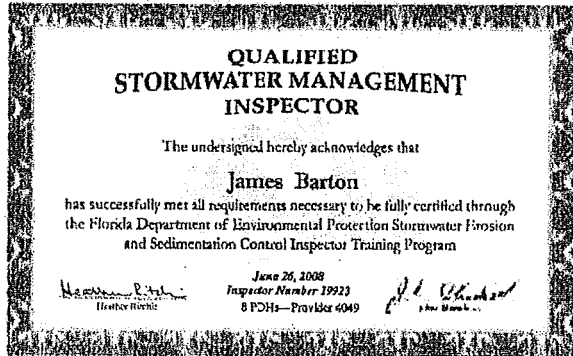 QUALIFIED
STORMWATER MANAGEMENT
INSPECTOR
The undersigned hereby acknowledges that
James Barton
has successfully met all requirements necessary to be fully certified through
the Florida Department of Environmental Protection Stormwater Erosion
and Sedimentation Control Inspector Training Program
June 26, 2008
Inspector Number 19923
8 PDHs—Provider 4049
Heather Ritchie